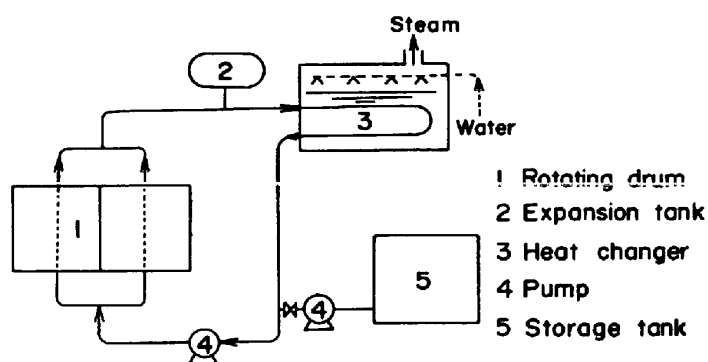 Steam
2
3
Water
1
1 Rotating drum
2 Expansion tank
3 Heat changer
4 Pump
5 Storage tank
5
4
4